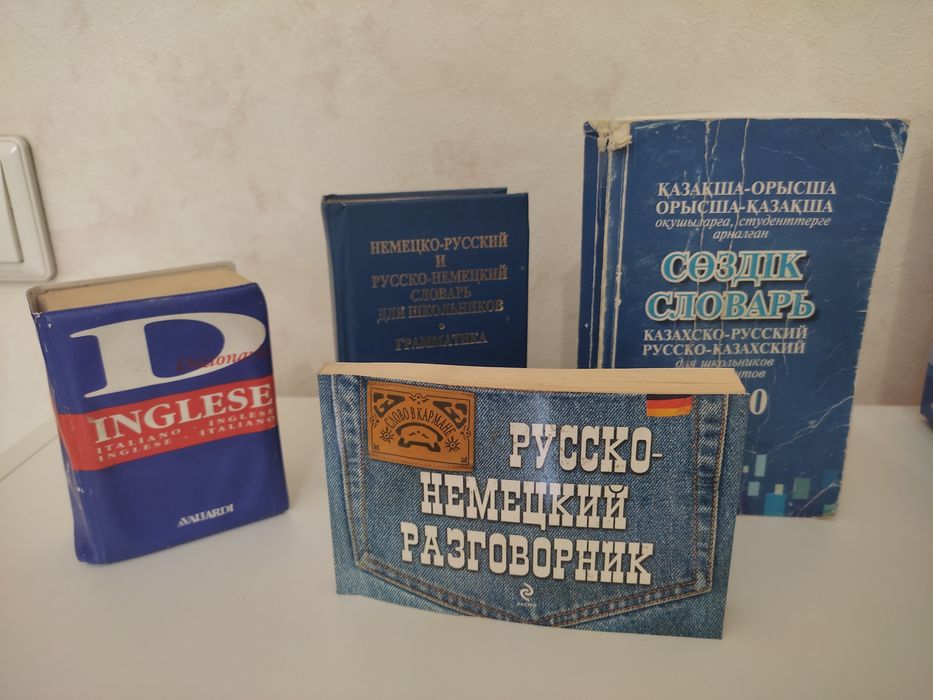 D
Dizionario
INGLESE
ITALIANO - INGLESE
INGLESE - ITALIANO
AVALLARDI
НЕМЕЦКО-РУССКИЙ
И
РУССКО-НЕМЕЦКИЙ
СЛОВАРЬ
ДЛЯ ШКОЛЬНИКОВ
•
ГРАММАТИКА
ҚАЗАҚША-ОРЫСША
ОРЫСША-ҚАЗАҚША
оқушыларға, студенттерге
арналған
СӨЗДІК
СЛОВАРЬ
КАЗАХСКО-РУССКИЙ
РУССКО-КАЗАХСКИЙ
для школьников
СЛОВО В КАРМАНЕ
РУССКО-
НЕМЕЦКИЙ
РАЗГОВОРНИК
ЭКСМО